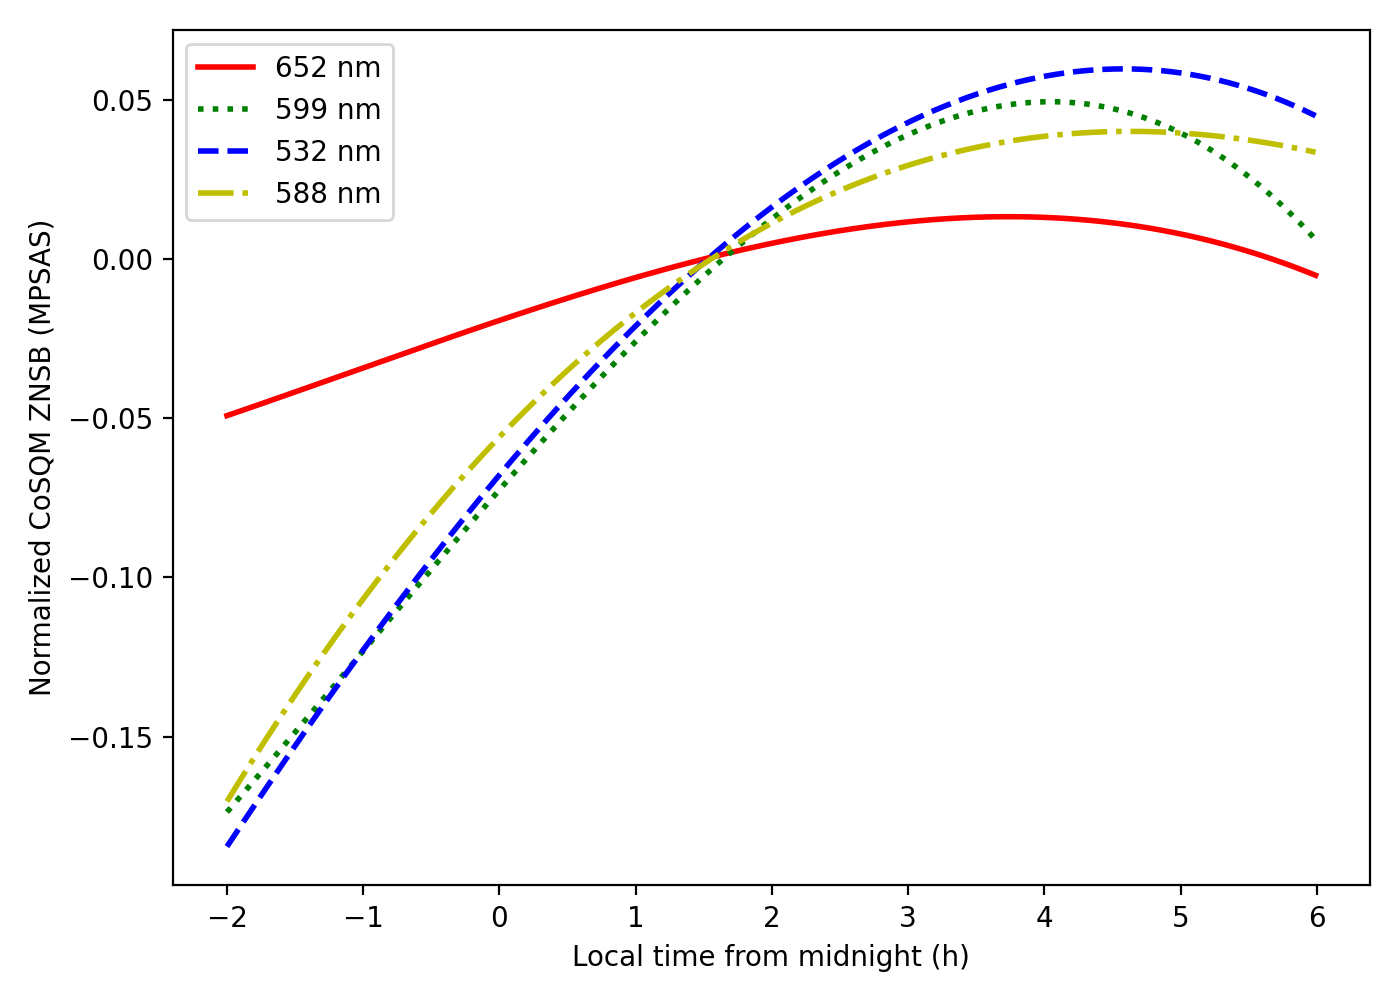 652 nm
599 nm
532 nm
588 nm
Normalized CoSQM ZNSB (MPSAS)
0.05
0.00
−0.05
−0.10
−0.15
−2 −1 0 1 2 3 4 5 6
Local time from midnight (h)